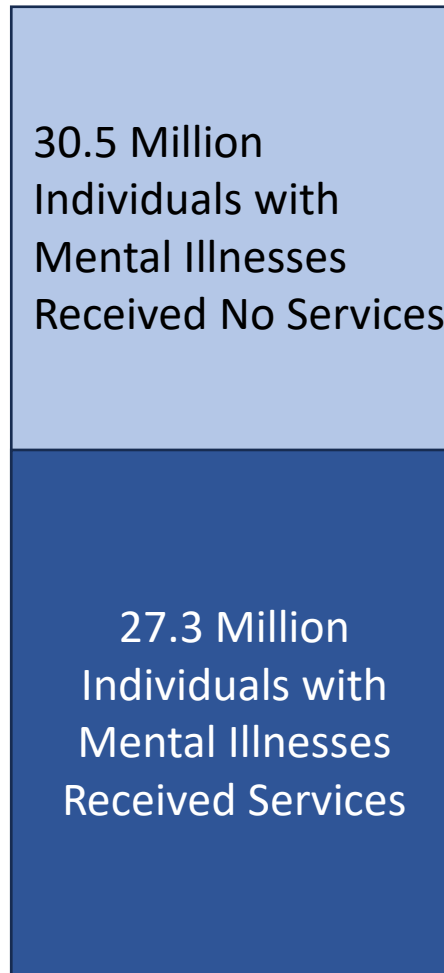 30.5 Million
Individuals with
Mental Illnesses
Received No Services
27.3 Million
Individuals with
Mental Illnesses
Received Services